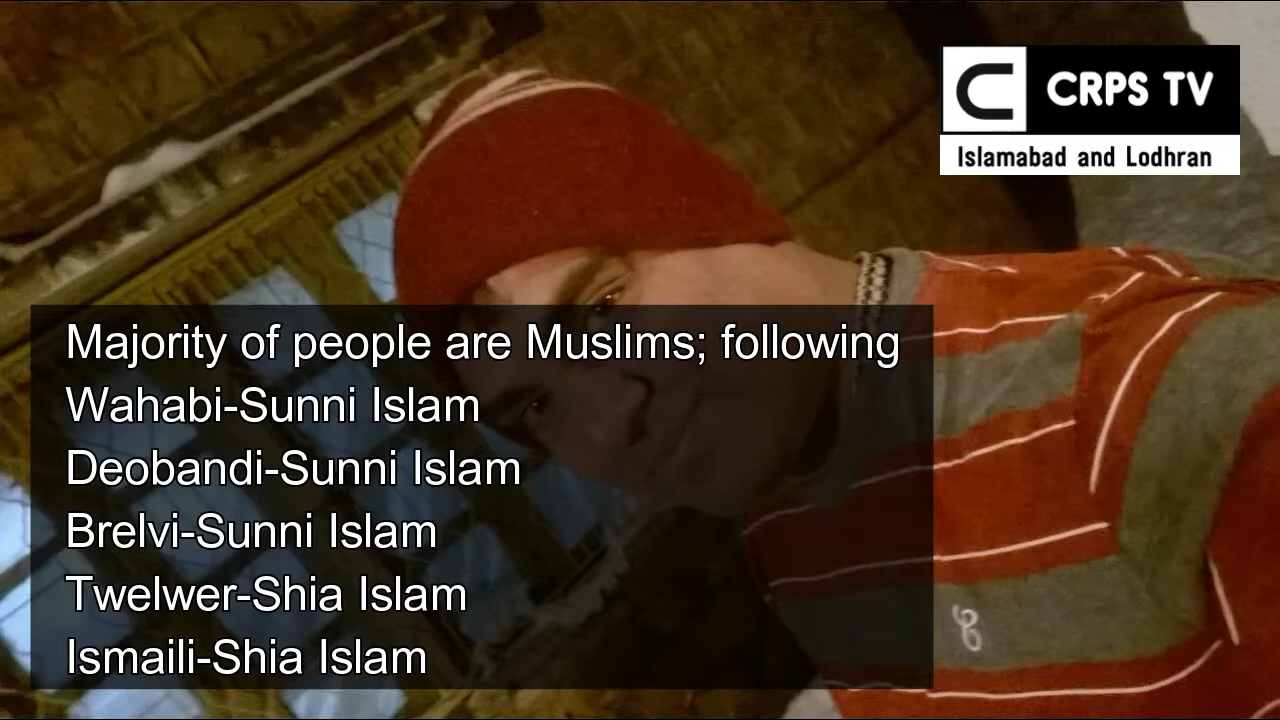 C CRPS TV
Islamabad and Lodhran
Majority of people are Muslims; following
Wahabi-Sunni Islam
Deobandi-Sunni Islam
Brelvi-Sunni Islam
Twelwer-Shia Islam
Ismaili-Shia Islam